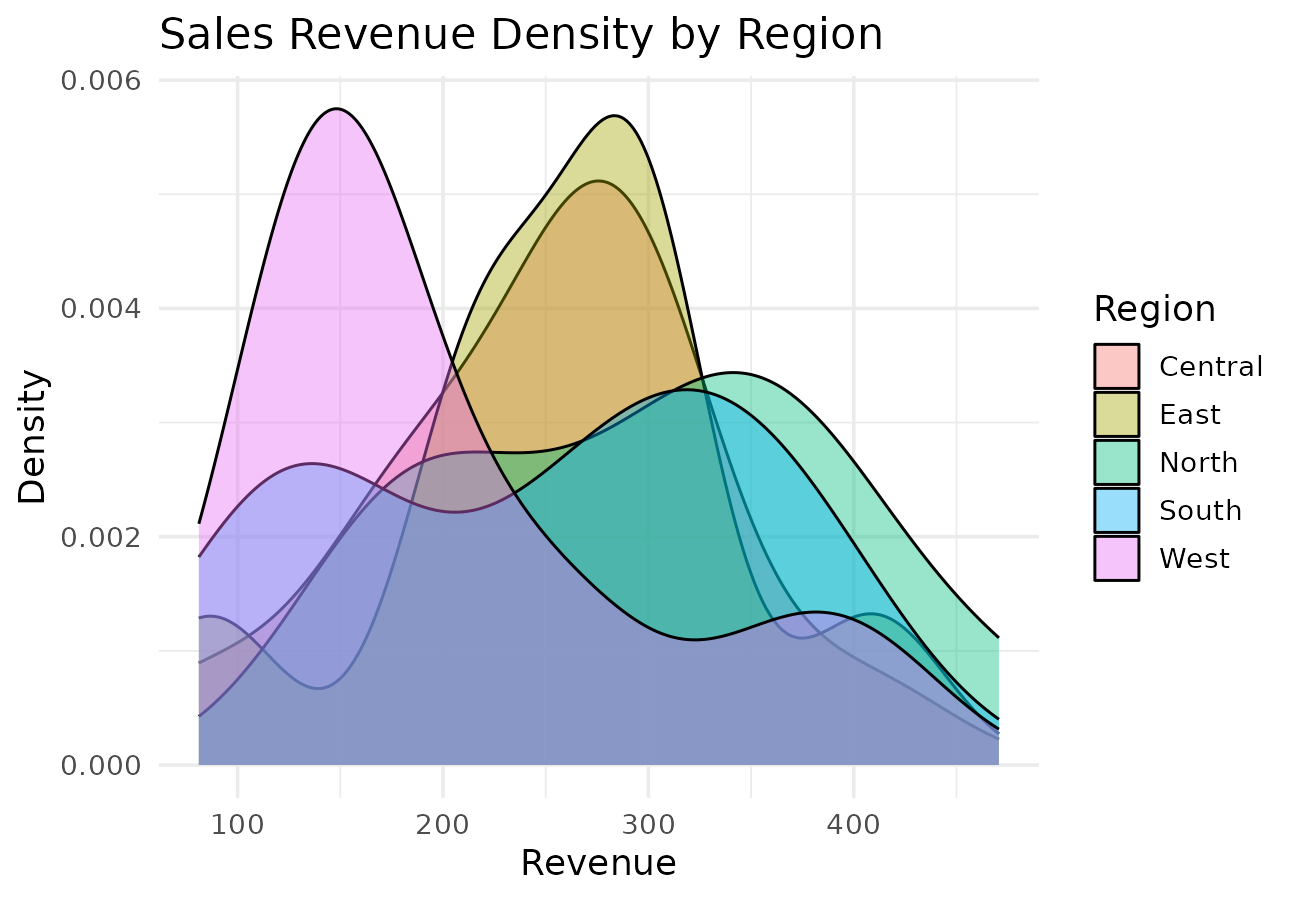 Sales Revenue Density by Region
0.006
0.004
0.002
0.000
Density
100 200 300 400
Revenue
Region
Central
East
North
South
West